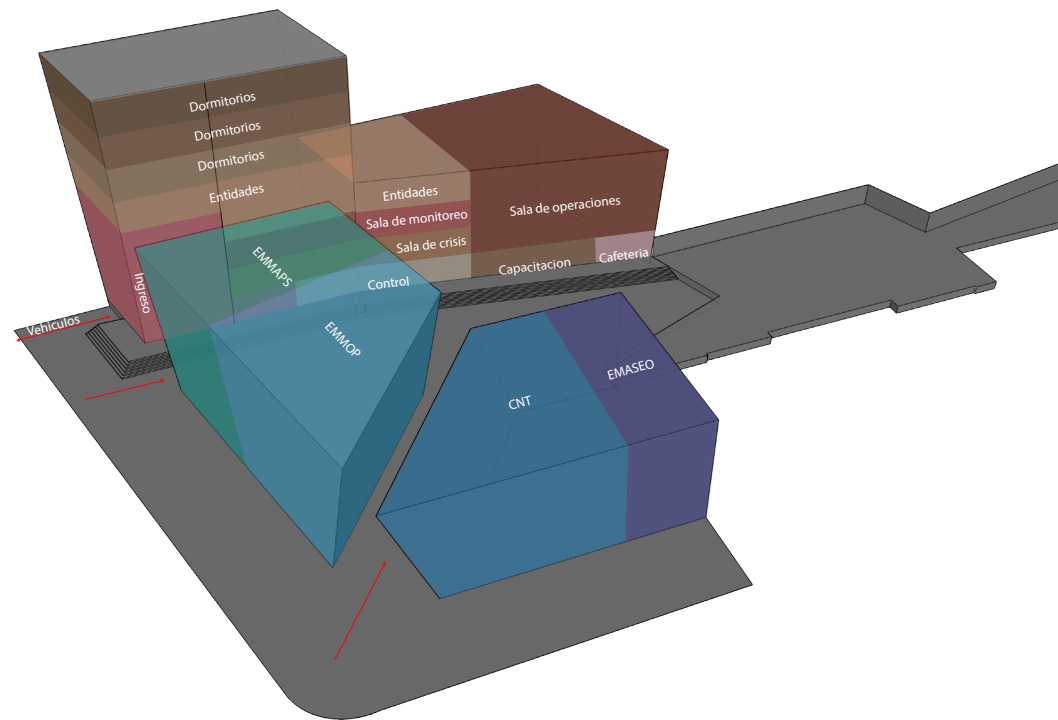 Dormitorios
Dormitorios
Dormitorios
Entidades
Entidades
Sala de monitoreo
Sala de operaciones
Sala de crisis
Capacitacion
Cafeteria
Control
EMMAPS
Ingreso
Vehiculos
EMMOP
CNT
EMASEO